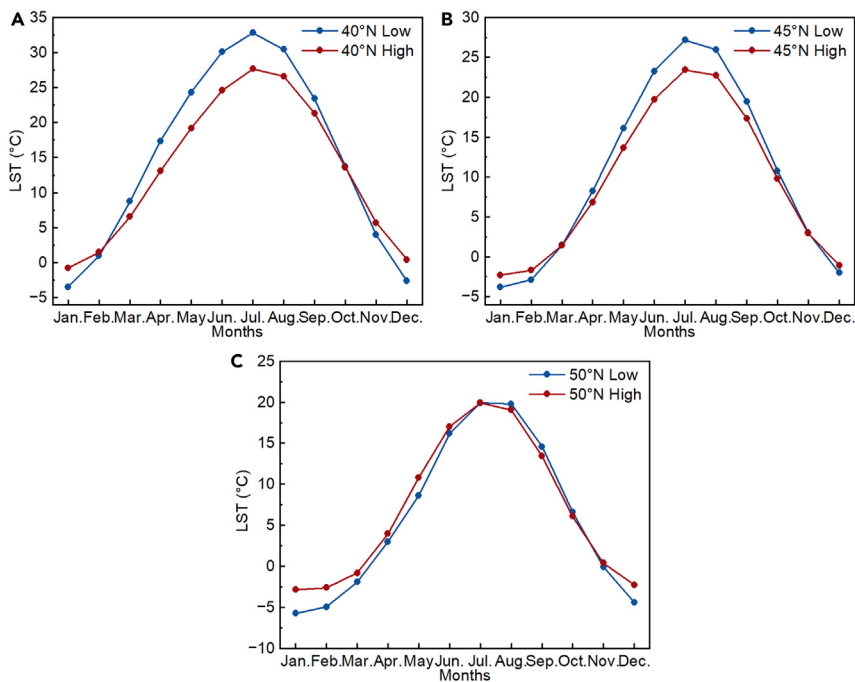 A
40°N Low
40°N High
35
30
25
20
15
10
5
0
−5
LST (°C)
Jan. Feb. Mar. Apr. May Jun. Jul. Aug. Sep. Oct. Nov. Dec.
Months
B
45°N Low
45°N High
30
25
20
15
10
5
0
−5
LST (°C)
Jan. Feb. Mar. Apr. May Jun. Jul. Aug. Sep. Oct. Nov. Dec.
Months
C
50°N Low
50°N High
25
20
15
10
5
0
−5
−10
LST (°C)
Jan. Feb. Mar. Apr. May Jun. Jul. Aug. Sep. Oct. Nov. Dec.
Months